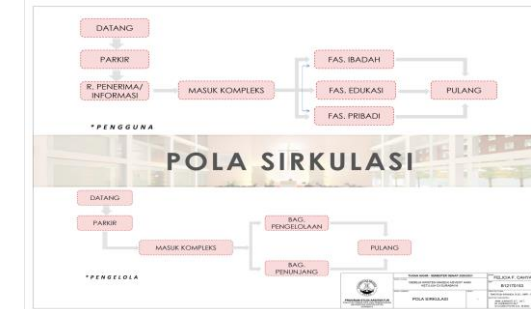 DATANG
PARKIR
R. PENERIMA/
INFORMASI
MASUK KOMPLEKS
FAS. IBADAH
FAS. EDUKASI
FAS. PRIBADI
PULANG
*PENGGUNA
POLA SIRKULASI
DATANG
PARKIR
MASUK KOMPLEKS
BAG.
PENGELOLAAN
BAG.
PENUNJANG
PULANG
*PENGELOLA
POLA SIRKULASI